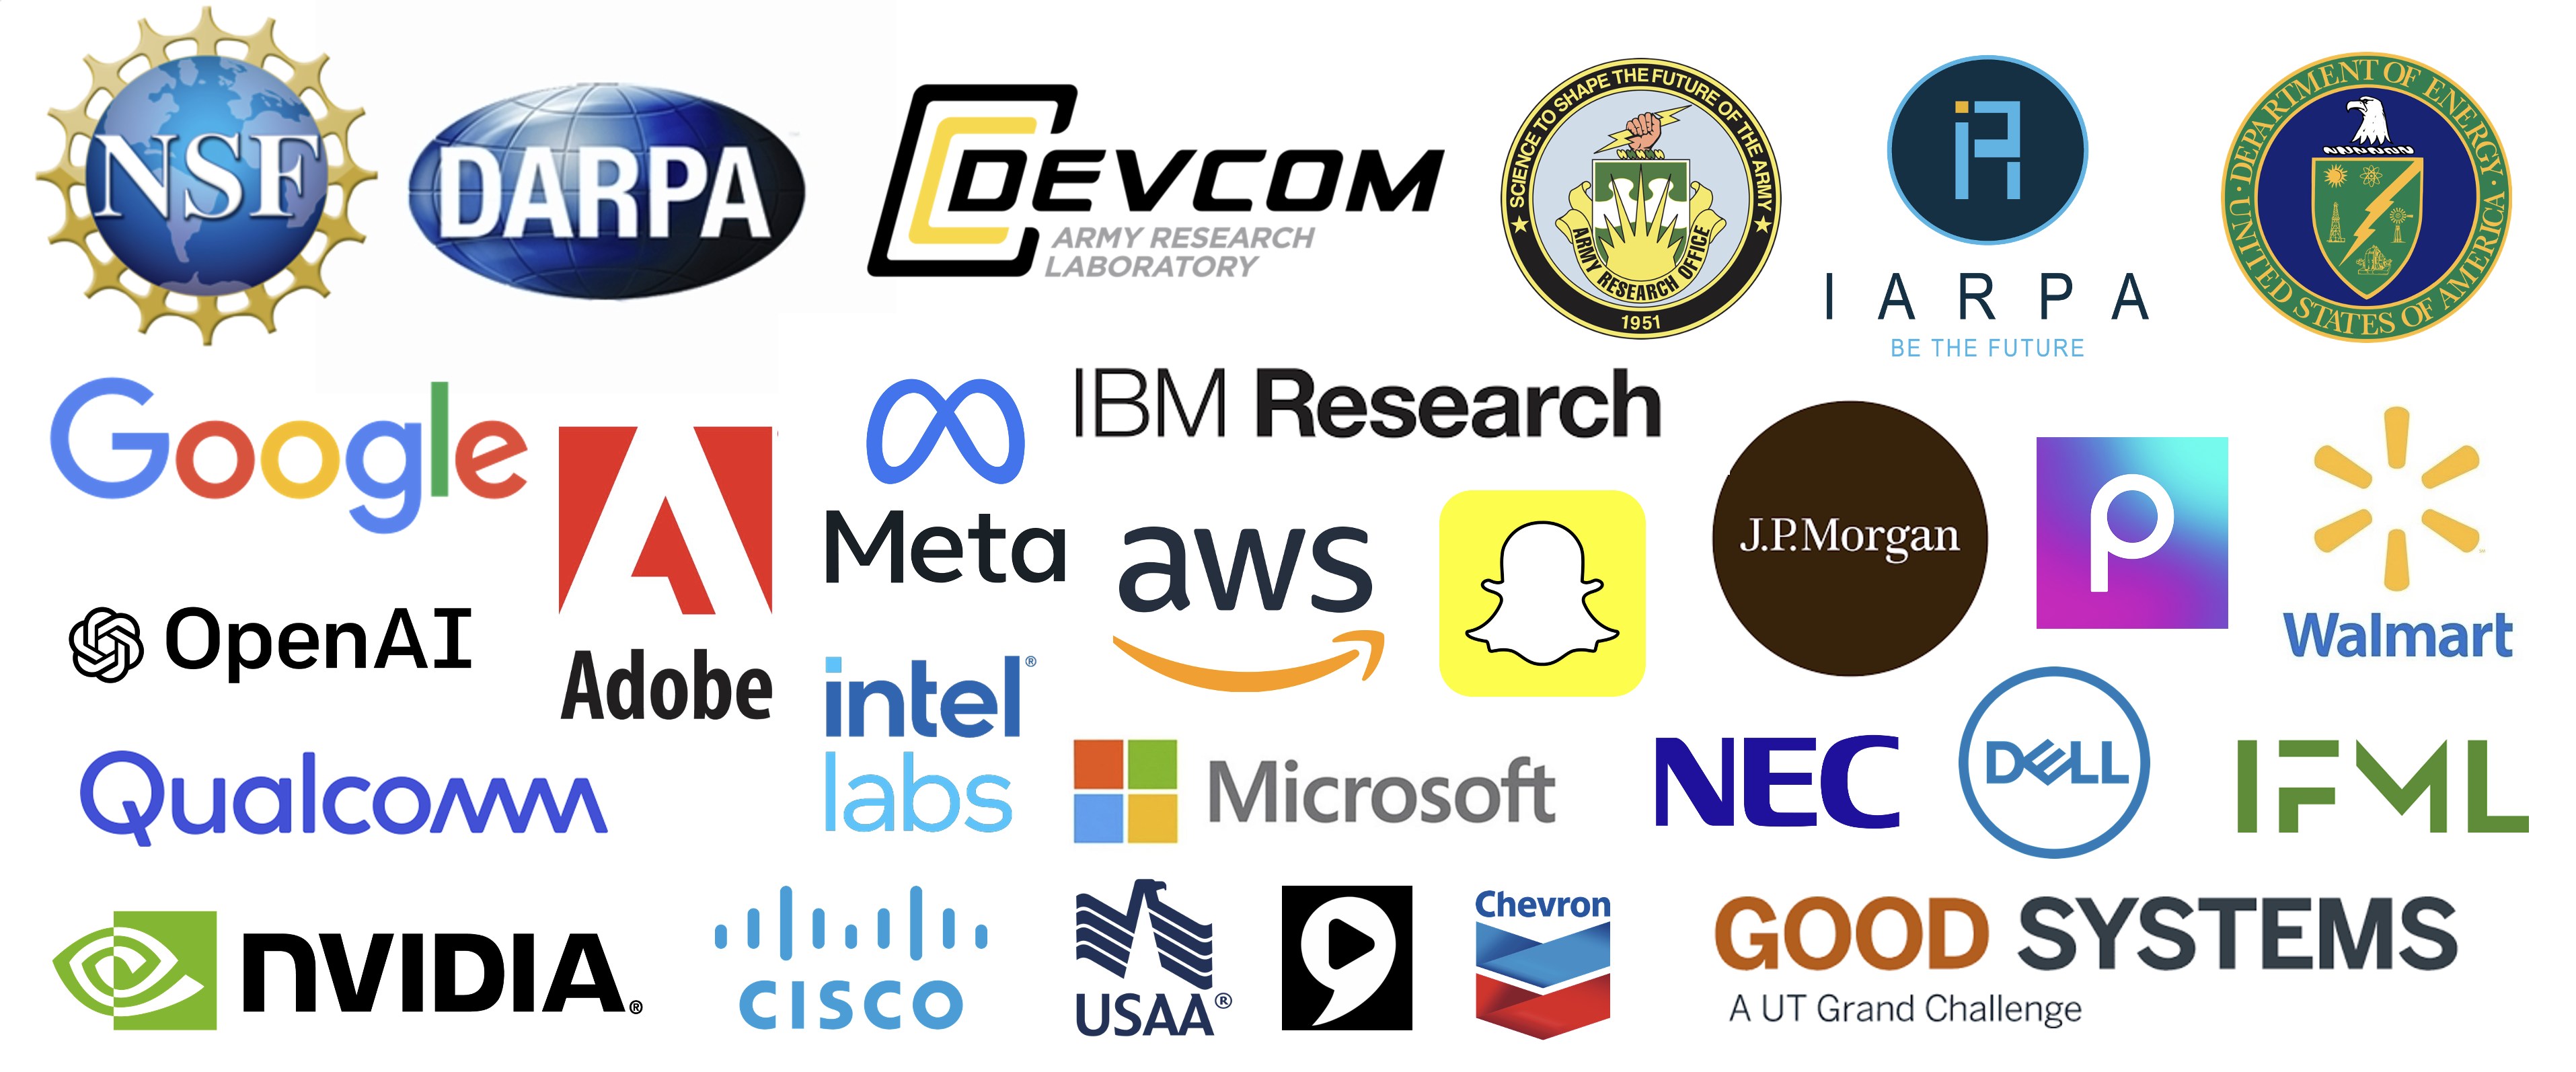 NSF
DARPA
DEVCOM
ARMY RESEARCH
LABORATORY
SCIENCE TO SHAPE THE FUTURE OF THE ARMY
ARMY RESEARCH OFFICE
1951
IARPA
BE THE FUTURE
DEPARTMENT OF ENERGY
UNITED STATES OF AMERICA
Google
Adobe
Meta
IBM Research
aws
J.P.Morgan
Walmart
OpenAI
intel®
labs
Qualcomm
Microsoft
NEC
DELL
IFML
NVIDIA®
CISCO
USAA®
Chevron
GOOD SYSTEMS
A UT Grand Challenge